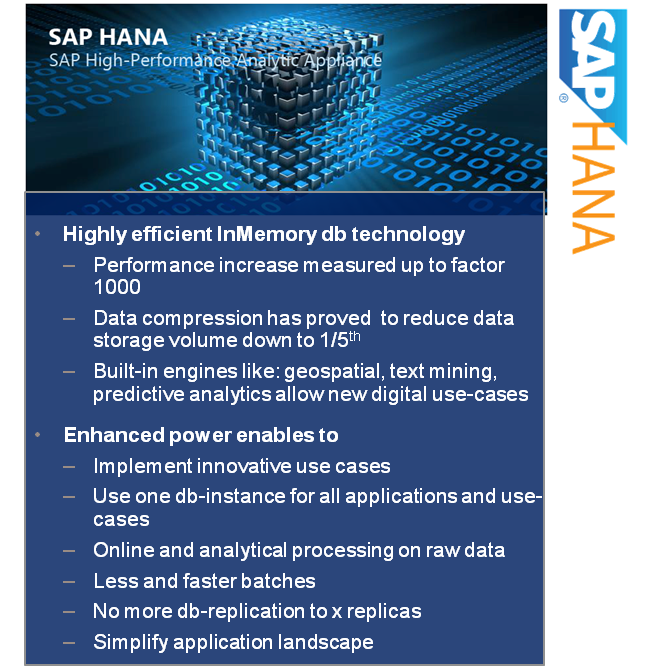 SAP HANA
SAP High-Performance Analytic Appliance
SAP
®
HANA
• Highly efficient InMemory db technology
– Performance increase measured up to factor
1000
– Data compression has proved to reduce data
storage volume down to 1/5th
– Built-in engines like: geospatial, text mining,
predictive analytics allow new digital use-cases
• Enhanced power enables to
– Implement innovative use cases
– Use one db-instance for all applications and use-
cases
– Online and analytical processing on raw data
– Less and faster batches
– No more db-replication to x replicas
– Simplify application landscape